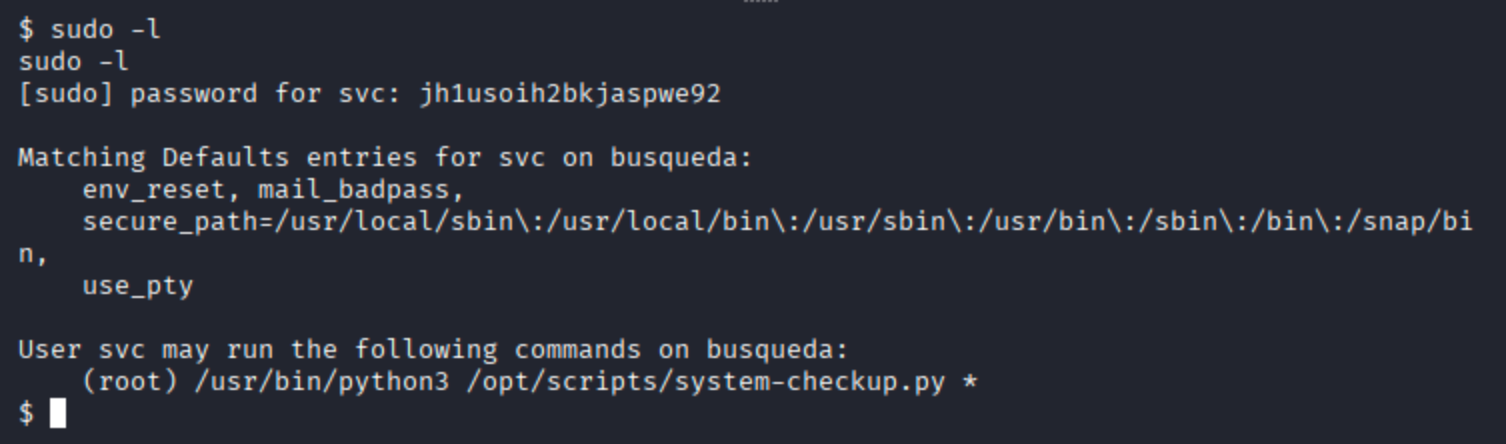 $ sudo -l
sudo -l
[sudo] password for svc: jh1usoih2bkjaspwe92
Matching Defaults entries for svc on busqueda:
    env_reset, mail_badpass,
    secure_path=/usr/local/sbin\:/usr/local/bin\:/usr/sbin\:/usr/bin\:/sbin\:/bin\:/snap/bi
n,
    use_pty
User svc may run the following commands on busqueda:
    (root) /usr/bin/python3 /opt/scripts/system-checkup.py *
$